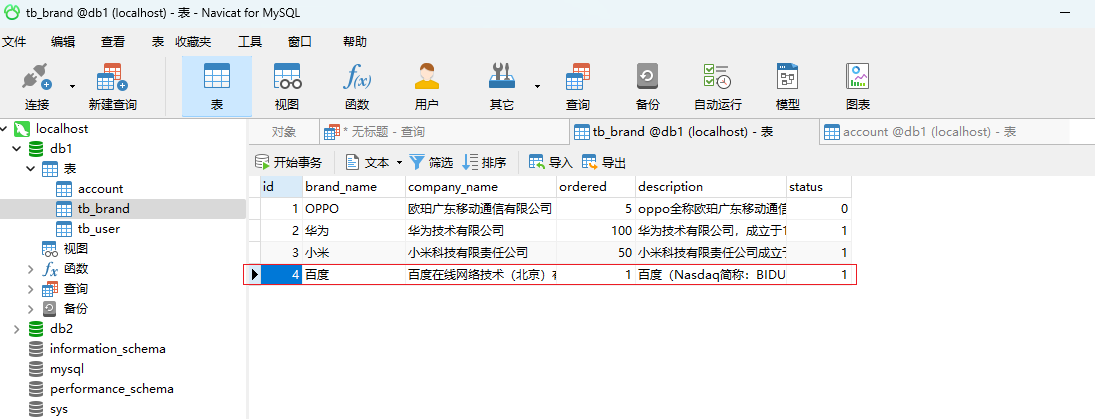 tb_brand @db1 (localhost) - 表 - Navicat for MySQL
文件 编辑 查看 表 收藏夹 工具 窗口 帮助
连接 新建查询 表 视图 函数 用户 其它 查询 备份 自动运行 模型 图表
localhost
db1
表
account
tb_brand
tb_user
视图
函数
查询
备份
db2
information_schema
mysql
performance_schema
sys
对象 * 无标题 - 查询 tb_brand @db1 (localhost) - 表 account @db1 (localhost) - 表
开始事务 文本 筛选 排序 导入 导出
id brand_name company_name ordered description status
1 OPPO 欧珀广东移动通信有限公司 5 oppo全称欧珀广东移动通信 0
2 华为 华为技术有限公司 100 华为技术有限公司，成立于1 1
3 小米 小米科技有限责任公司 50 小米科技有限责任公司成立于 1
4 百度 百度在线网络技术（北京）有 1 百度（Nasdaq简称：BIDU 1